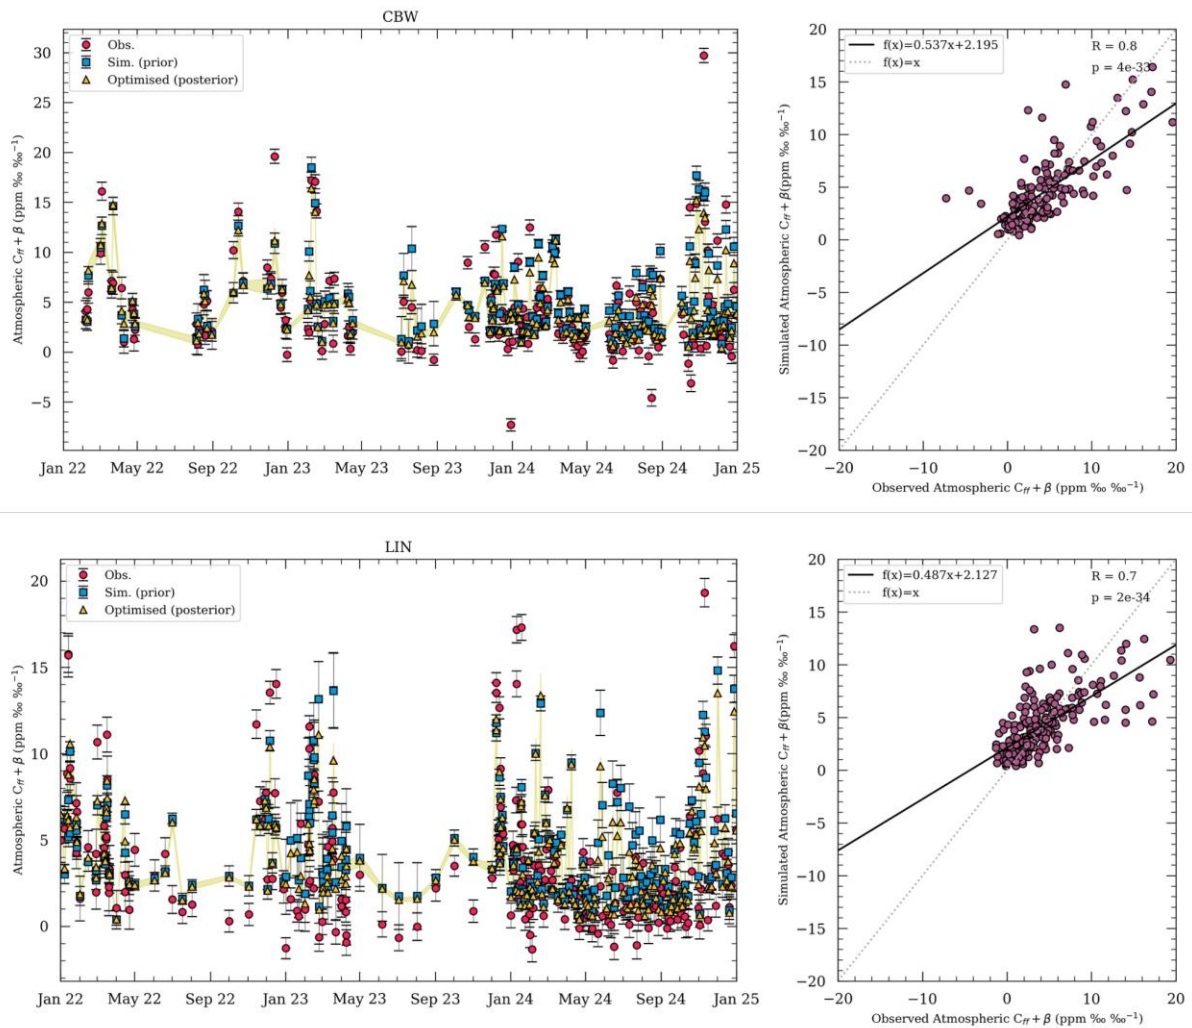 CBW
Atmospheric C_ff + β (ppm ‰ ‰⁻¹)
30
25
20
15
10
5
0
−5
Obs.
Sim. (prior)
Optimised (posterior)
Jan 22 May 22 Sep 22 Jan 23 May 23 Sep 23 Jan 24 May 24 Sep 24 Jan 25
Simulated Atmospheric C_ff + β(ppm ‰ ‰⁻¹)
20
15
10
5
0
−5
−10
−15
−20
f(x)=0.537x+2.195
f(x)=x
R = 0.8
p = 4e-33
−20 −10 0 10 20
Observed Atmospheric C_ff + β (ppm ‰ ‰⁻¹)
LIN
Atmospheric C_ff + β (ppm ‰ ‰⁻¹)
20
15
10
5
0
Obs.
Sim. (prior)
Optimised (posterior)
Jan 22 May 22 Sep 22 Jan 23 May 23 Sep 23 Jan 24 May 24 Sep 24 Jan 25
Simulated Atmospheric C_ff + β(ppm ‰ ‰⁻¹)
20
15
10
5
0
−5
−10
−15
−20
f(x)=0.487x+2.127
f(x)=x
R = 0.7
p = 2e-34
−20 −10 0 10 20
Observed Atmospheric C_ff + β (ppm ‰ ‰⁻¹)